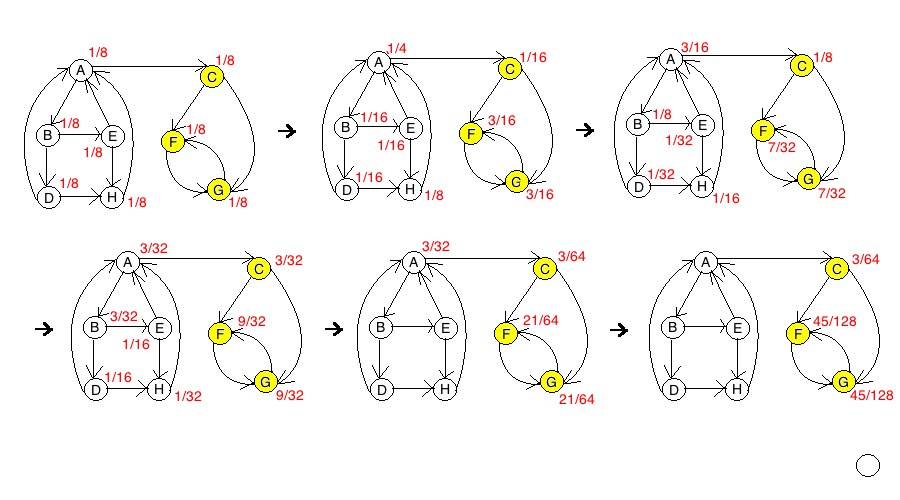 1/8
A
1/8
C
1/8
B
E
1/8
F
1/8
1/8
D
H
1/8
G
1/8
1/4
A
1/16
C
1/16
B
E
1/16
F
3/16
1/16
D
H
1/8
G
3/16
3/16
A
1/8
C
1/8
B
E
1/32
F
7/32
1/32
D
H
1/16
G
7/32
3/32
A
3/32
C
3/32
B
E
1/16
F
9/32
1/16
D
H
1/32
G
9/32
3/32
A
3/64
C
B
E
F
21/64
D
H
G
21/64
A
3/64
C
B
E
F
45/128
D
H
G
45/128